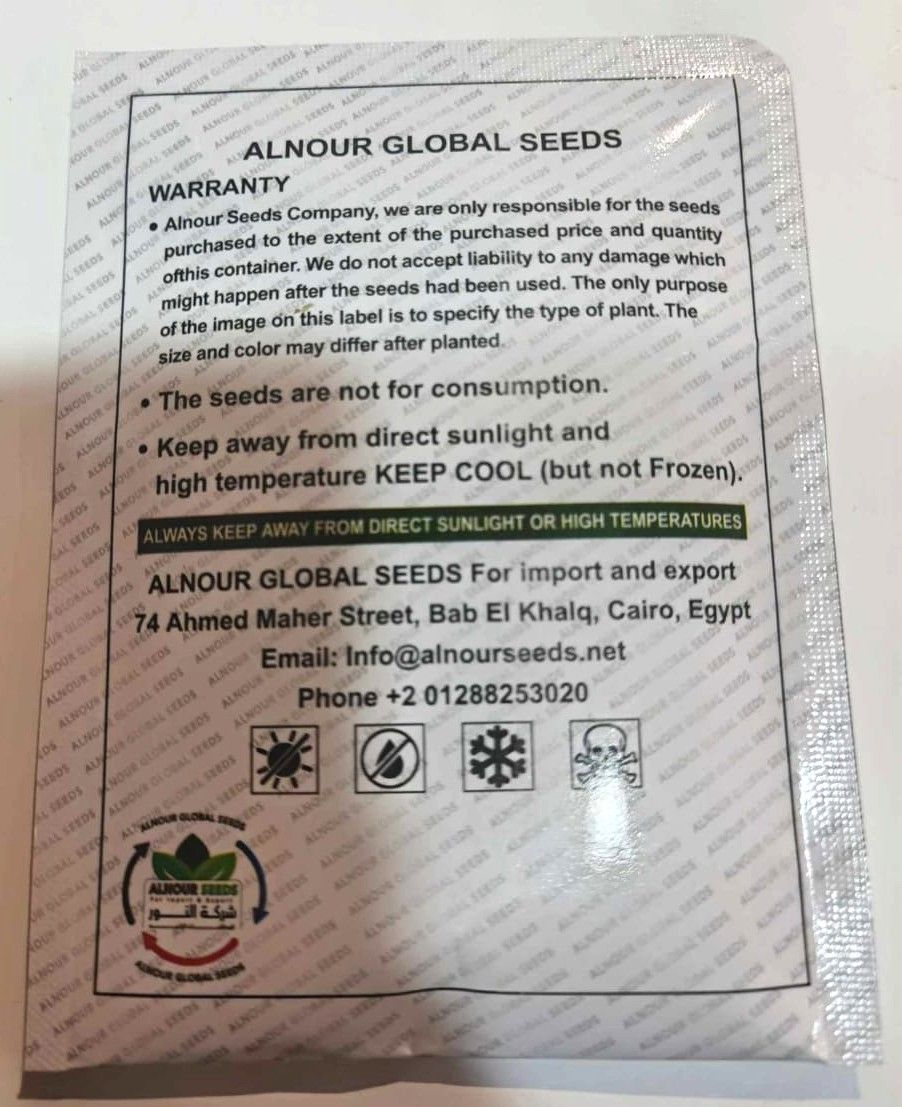 ALNOUR GLOBAL SEEDS
WARRANTY
• Alnour Seeds Company, we are only responsible for the seeds
purchased to the extent of the purchased price and quantity
ofthis container. We do not accept liability to any damage which
might happen after the seeds had been used. The only purpose
of the image on this label is to specify the type of plant. The
size and color may differ after planted.
• The seeds are not for consumption.
• Keep away from direct sunlight and
high temperature KEEP COOL (but not Frozen).
ALWAYS KEEP AWAY FROM DIRECT SUNLIGHT OR HIGH TEMPERATURES
ALNOUR GLOBAL SEEDS For import and export
74 Ahmed Maher Street, Bab El Khalq, Cairo, Egypt
Email: Info@alnourseeds.net
Phone +2 01288253020
ALNOUR GLOBAL SEEDS
ALNOUR SEEDS
For Import & Export
شركة النور
ALNOUR GLOBAL SEEDS